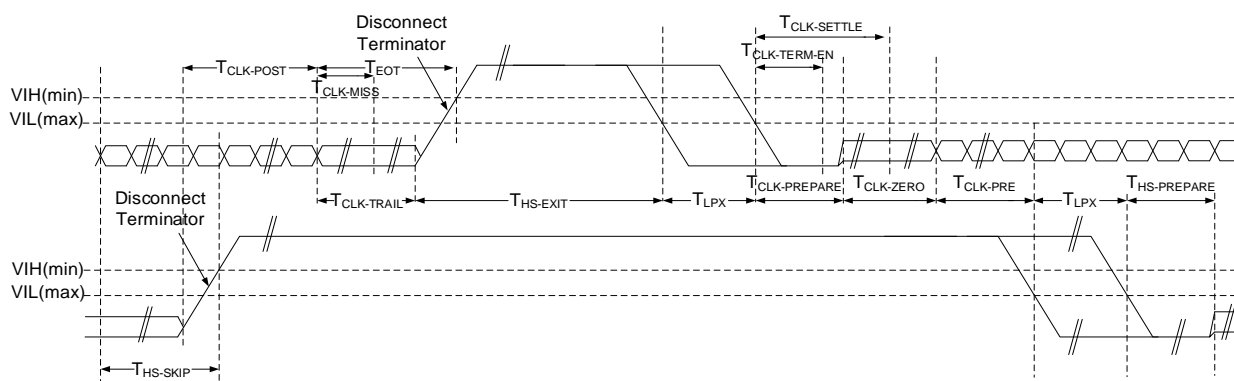 Disconnect
Terminator
TCLK-SETTLE
TCLK-POST
TEOT
TCLK-TERM-EN
TCLK-MISS
VIH(min)
VIL(max)
TCLK-TRAIL
THS-EXIT
TLPX
TCLK-PREPARE
TCLK-ZERO
TCLK-PRE
TLPX
THS-PREPARE
Disconnect
Terminator
VIH(min)
VIL(max)
THS-SKIP